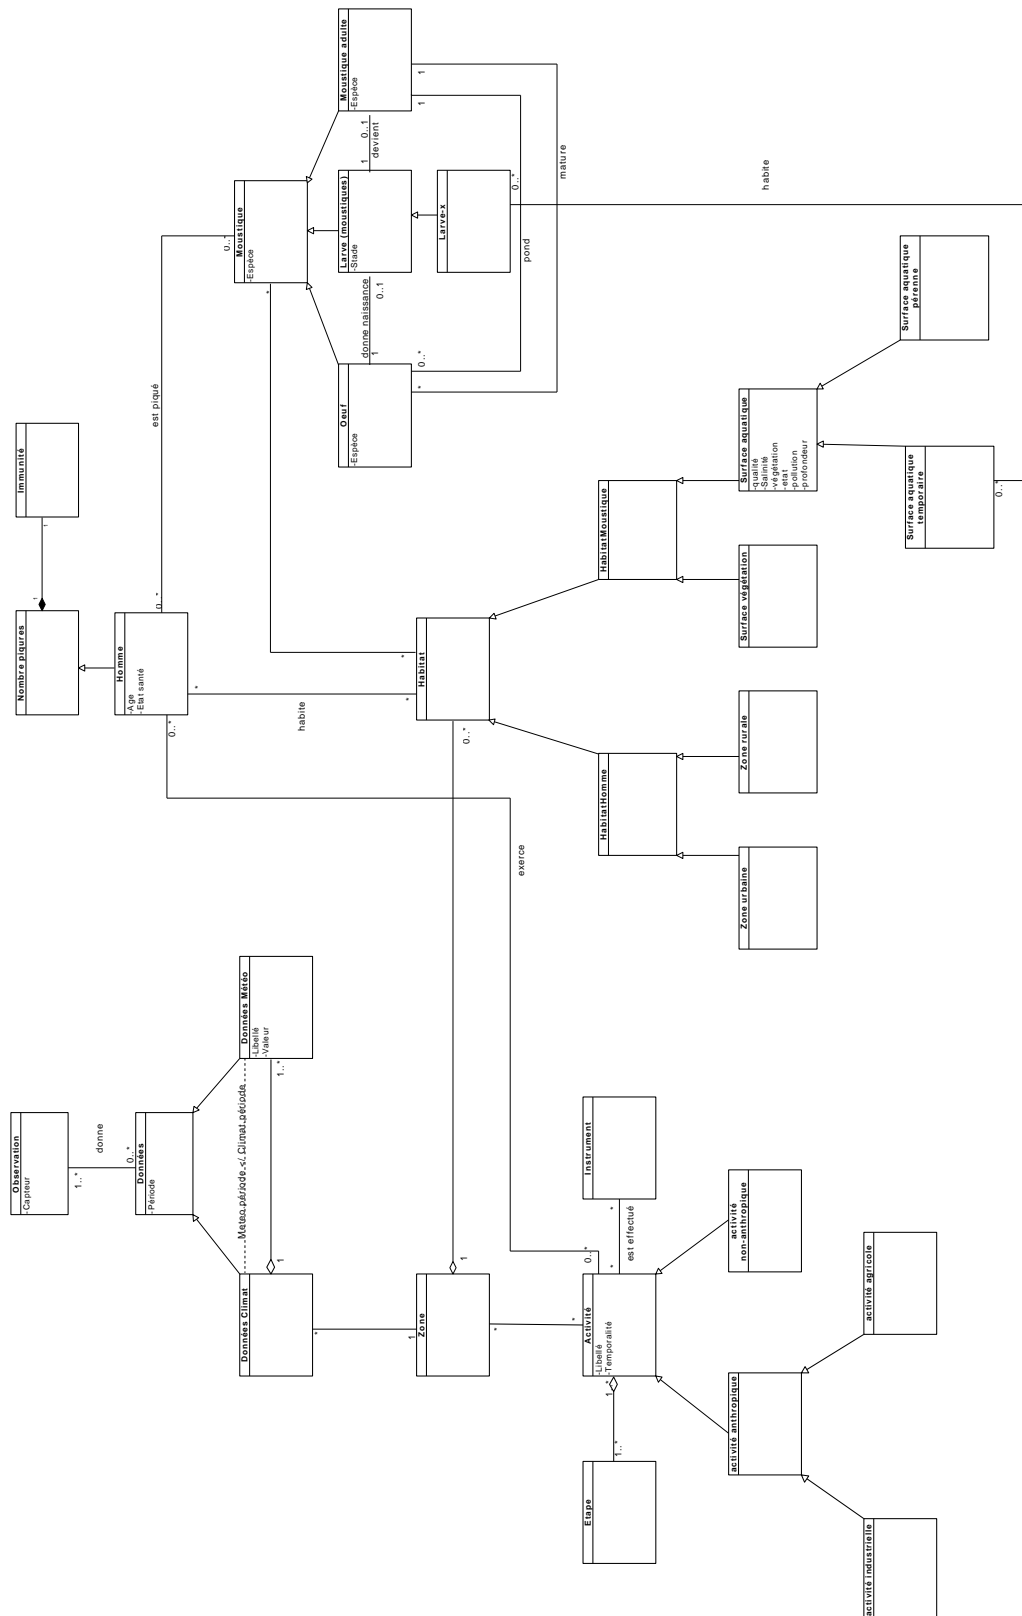 Observation
-Capteur
donne
1..*
0..*
Données
-Période
Données Météo
-Libellé
-Valeur
Données Climat
Meteo.période </ Climat.période
1..*
1
*
1
Zone
*
*
1
0..*
Activité
-Libellé
-Temporalité
0..*
*
est effectué
*
Instrument
1..*
1..*
Etape
activité
non-anthropique
activité anthropique
activité agricole
activité industrielle
exerce
Immunité
1
1
Nombre piqures
Homme
-Age
-Etat santé
0..*
0..*
est piqué
0..*
*
habite
*
*
*
Habitat
HabitatHomme
Zone urbaine
Zone rurale
HabitatMoustique
Surface végétation
Surface aquatique
-qualité
-Salinité
-végétation
-etat
-pollution
-profondeur
Surface aquatique
temporaire
0..*
Surface aquatique
pérenne
Moustique
-Espèce
Oeuf
-Espèce
donne naissance
1
0..1
Larve (moustiques)
-Stade
1
0..1
devient
Moustique adulte
-Espèce
Larve-x
0..*
habite
0..*
1
pond
*
1
mature